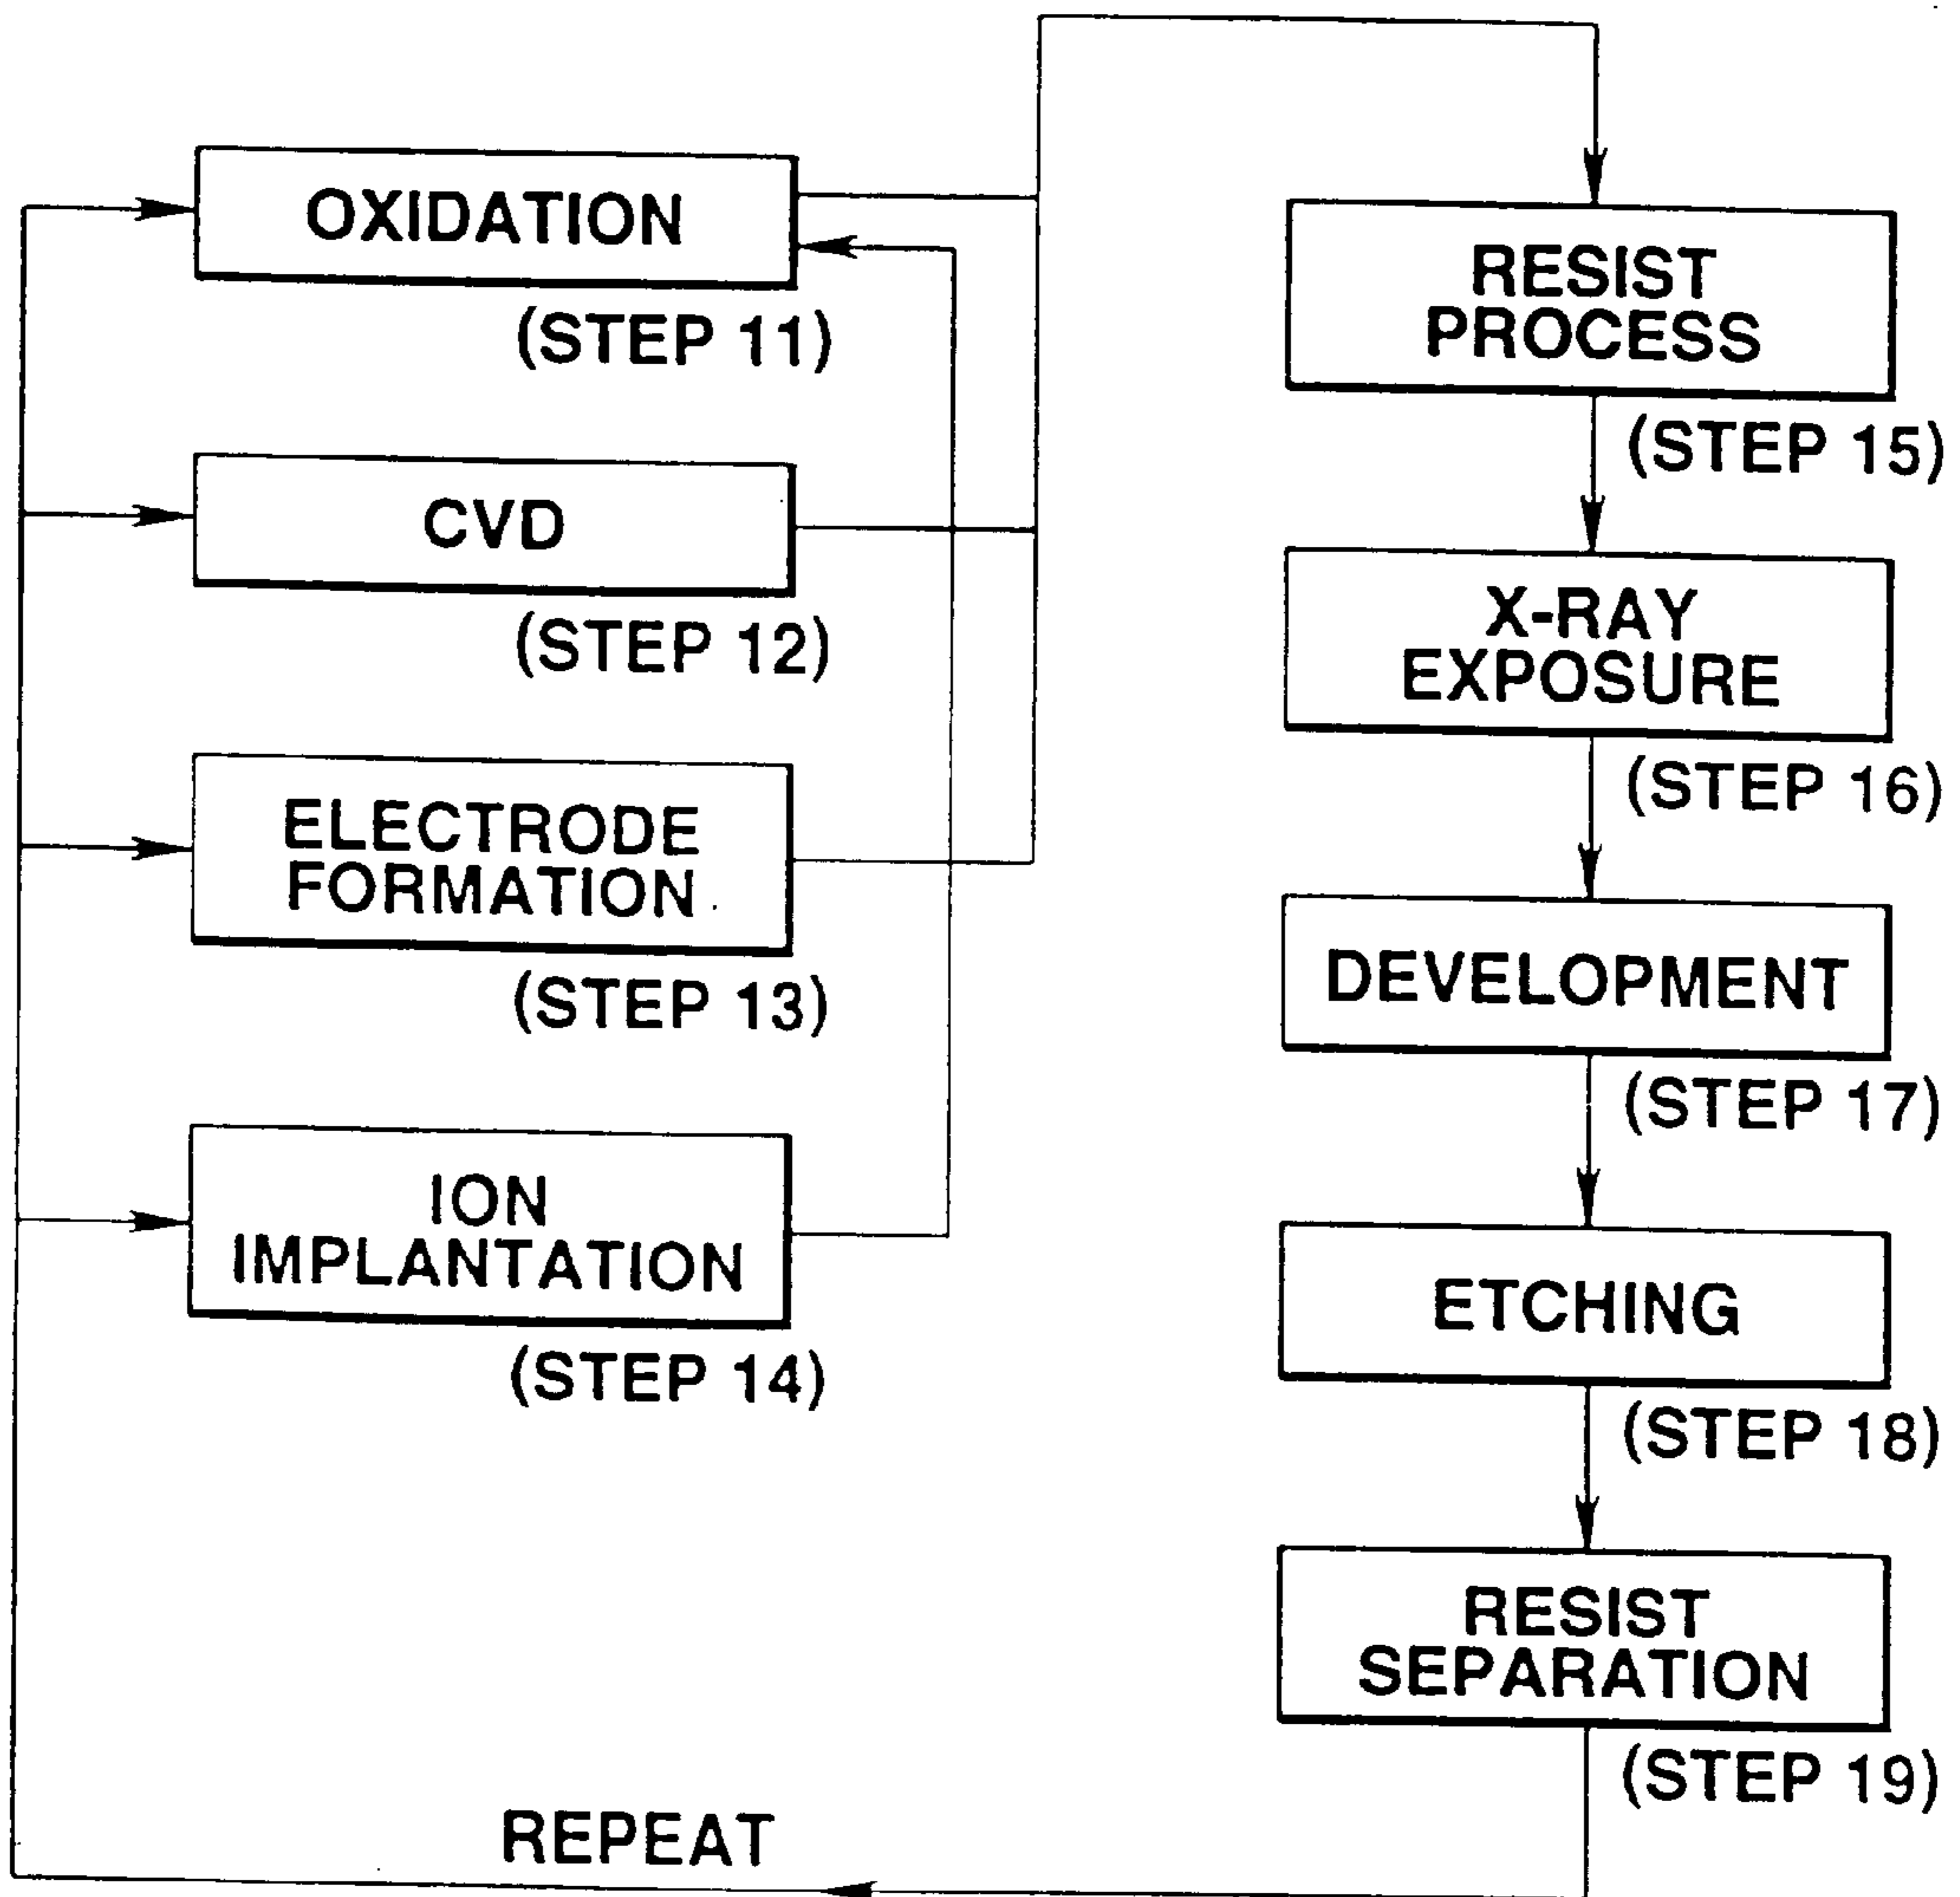 OXIDATION
(STEP 11)
CVD
(STEP 12)
ELECTRODE
FORMATION
(STEP 13)
ION
IMPLANTATION
(STEP 14)
RESIST
PROCESS
(STEP 15)
X-RAY
EXPOSURE
(STEP 16)
DEVELOPMENT
(STEP 17)
ETCHING
(STEP 18)
RESIST
SEPARATION
(STEP 19)
REPEAT